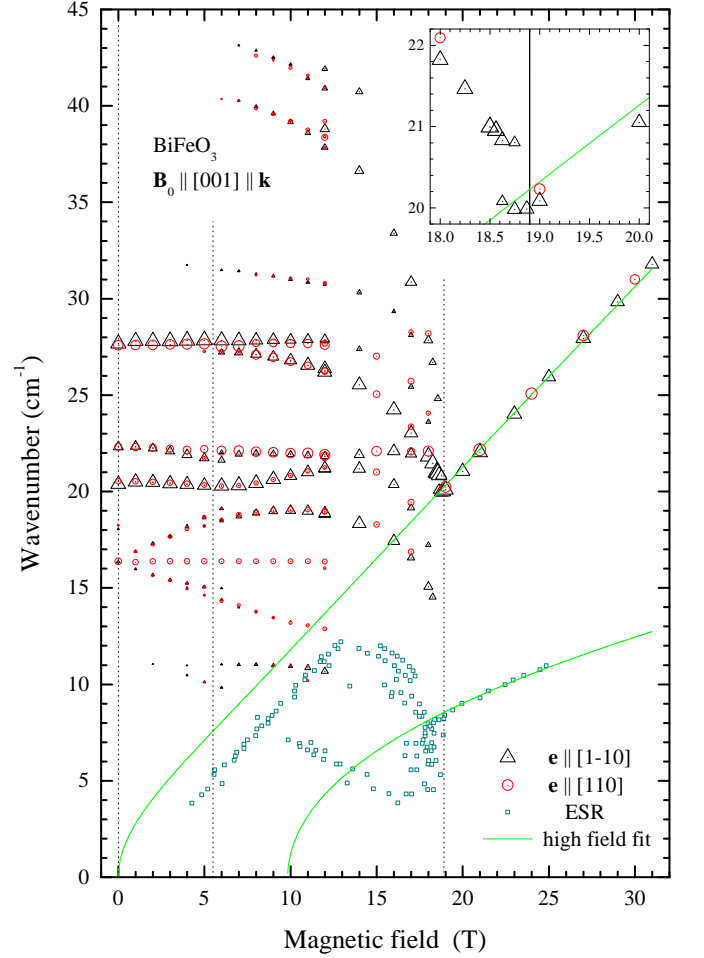 45
40
35
30
25
20
15
10
5
0
Wavenumber (cm⁻¹)
BiFeO₃
B₀ || [001] || k
22
21
20
18.0 18.5 19.0 19.5 20.0
e || [1-10]
e || [110]
ESR
high field fit
0 5 10 15 20 25 30
Magnetic field (T)